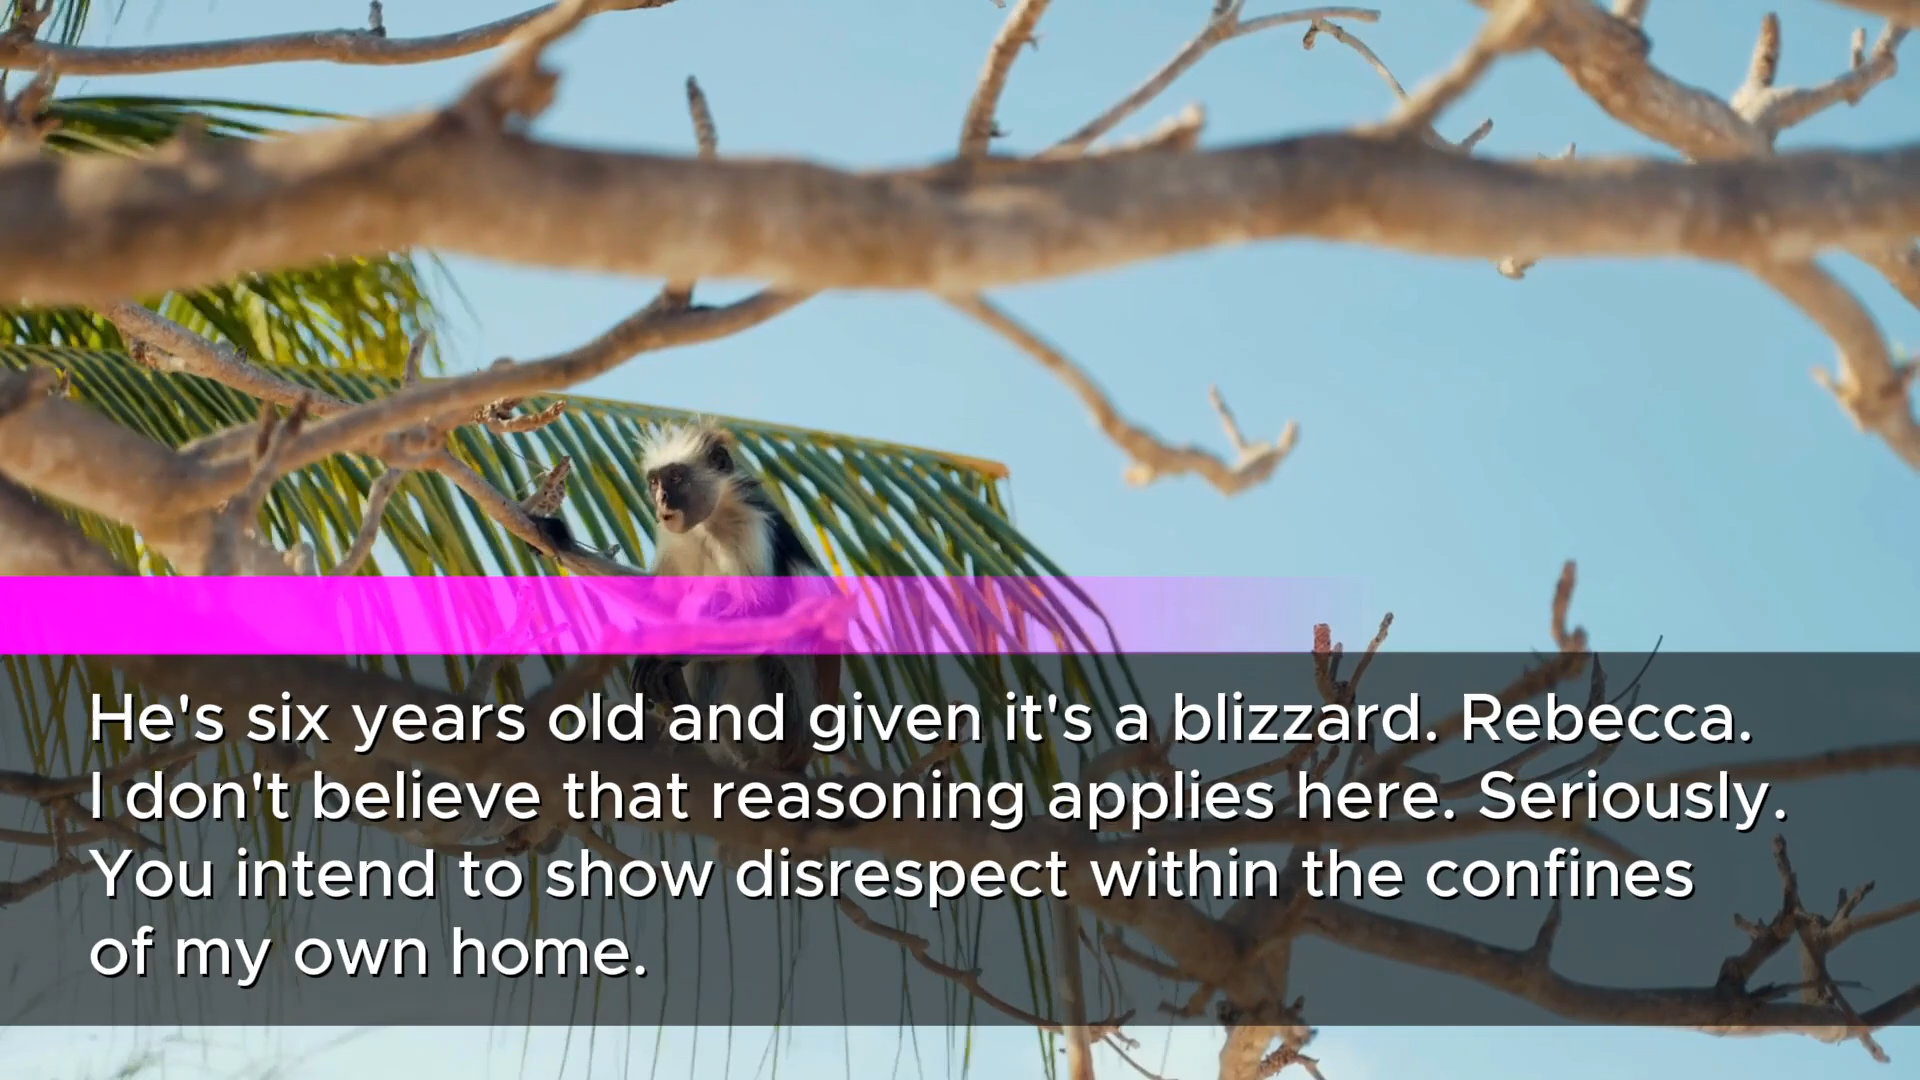 He's six years old and given it's a blizzard. Rebecca.
I don't believe that reasoning applies here. Seriously.
You intend to show disrespect within the confines
of my own home.